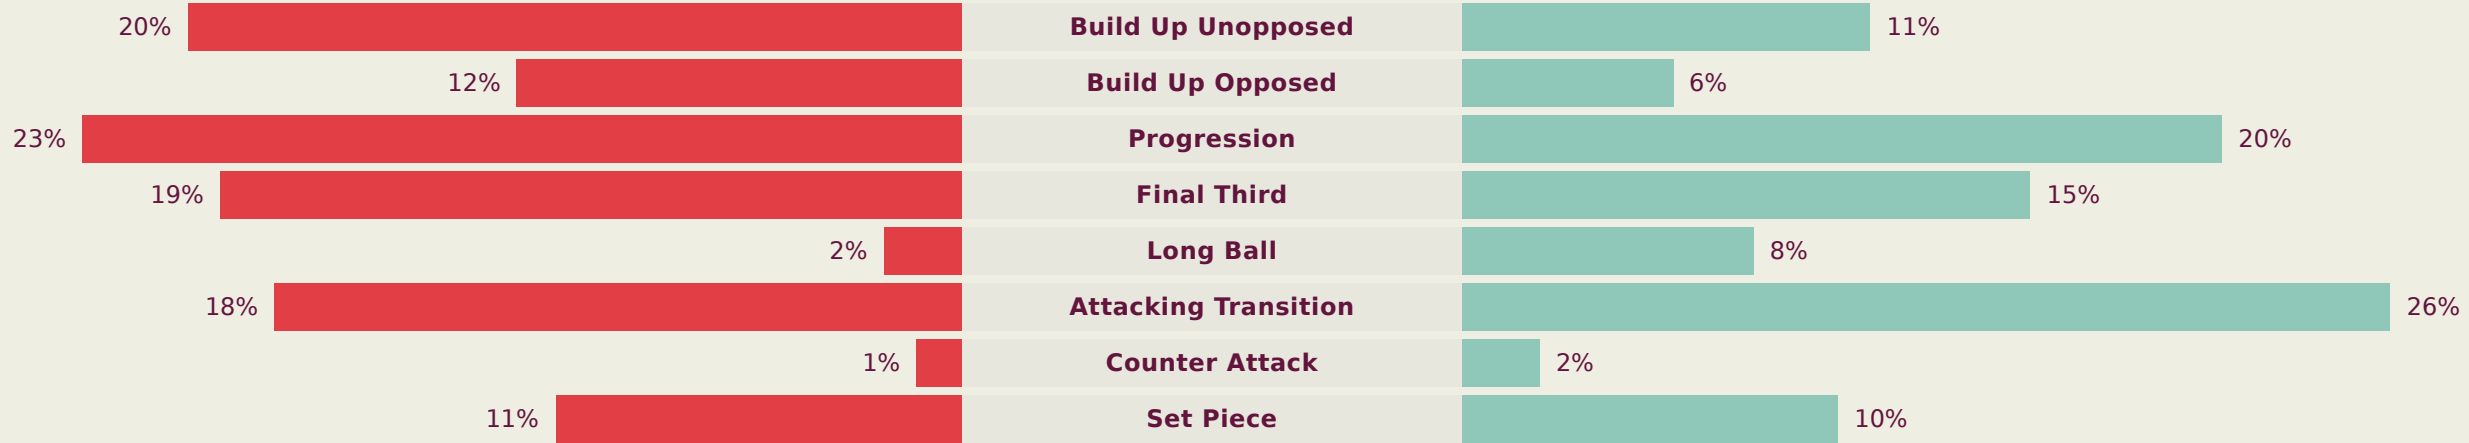 20% Build Up Unopposed 11%
12% Build Up Opposed 6%
23% Progression 20%
19% Final Third 15%
2% Long Ball 8%
18% Attacking Transition 26%
1% Counter Attack 2%
11% Set Piece 10%